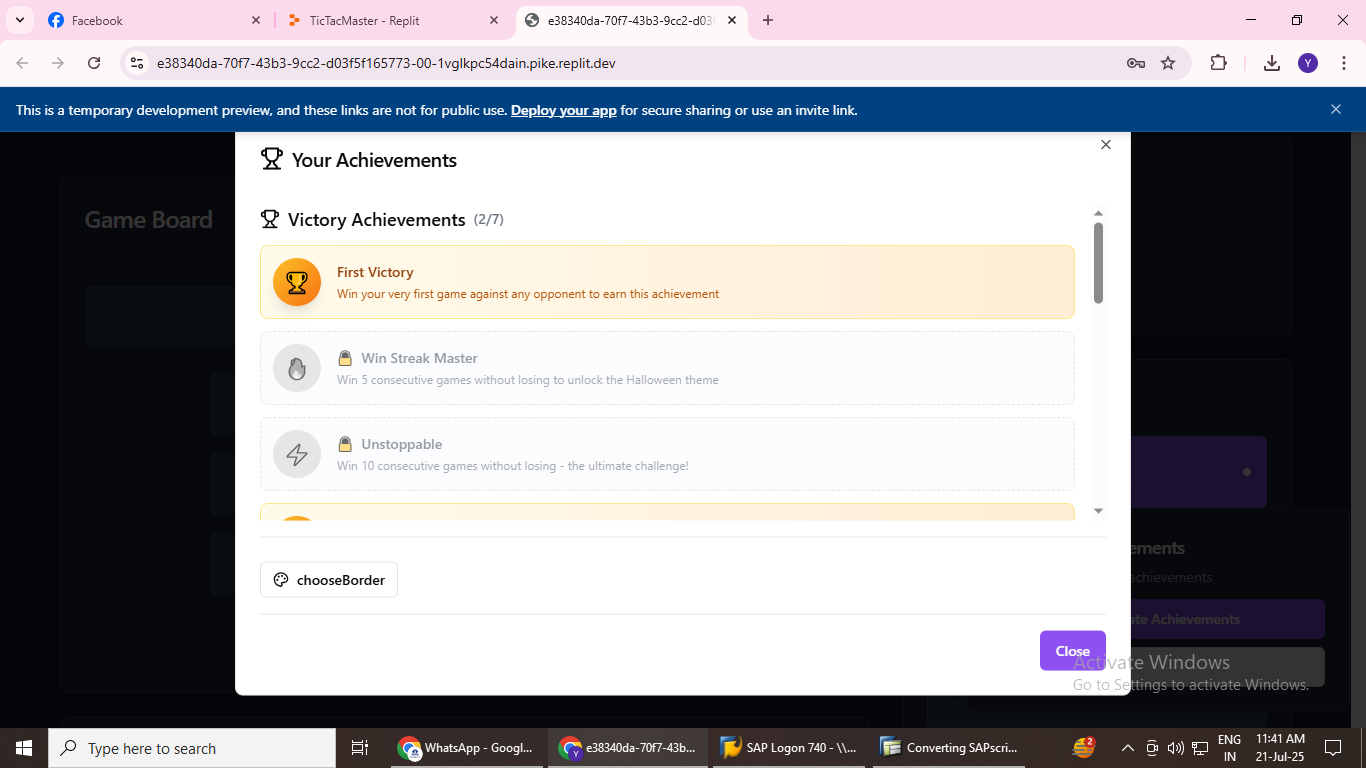 Facebook
TicTacMaster - Replit
e38340da-70f7-43b3-9cc2-d03
e38340da-70f7-43b3-9cc2-d03f5f165773-00-1vglkpc54dain.pike.replit.dev
Y
This is a temporary development preview, and these links are not for public use. Deploy your app for secure sharing or use an invite link.
Game Board
Your Achievements
Victory Achievements (2/7)
First Victory
Win your very first game against any opponent to earn this achievement
Win Streak Master
Win 5 consecutive games without losing to unlock the Halloween theme
Unstoppable
Win 10 consecutive games without losing - the ultimate challenge!
ements
achievements
te Achievements
chooseBorder
Close
Activate Windows
Go to Settings to activate Windows.
Type here to search
WhatsApp - Googl...
e38340da-70f7-43b...
SAP Logon 740 - \\...
Converting SAPscri...
2
ENG
IN
11:41 AM
21-Jul-25